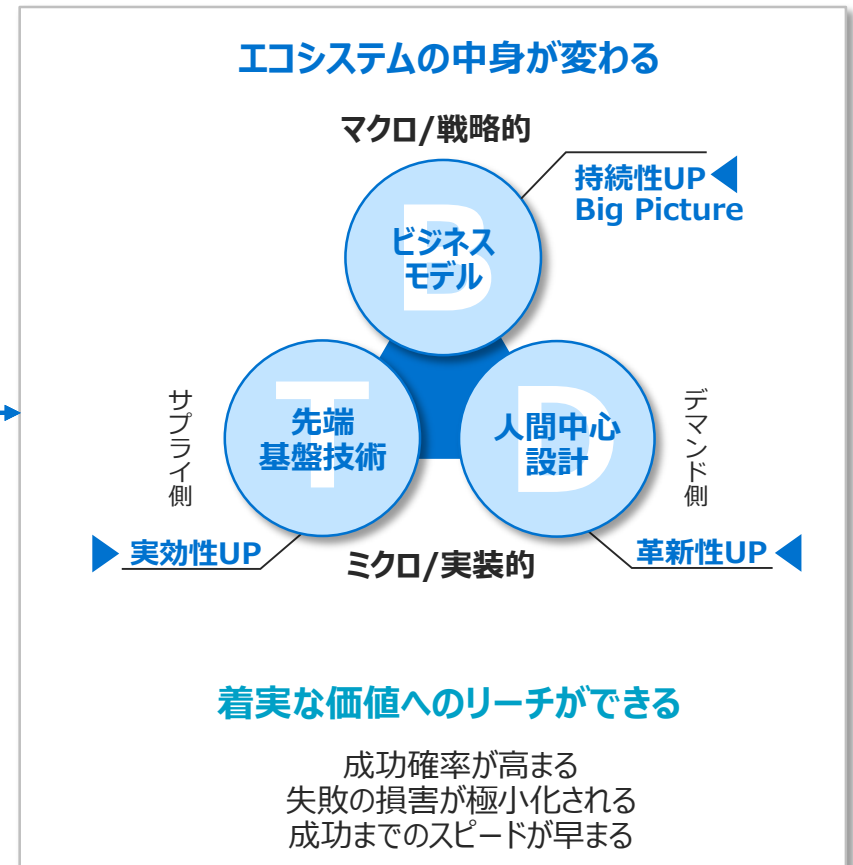 エコシステムの中身が変わる
マクロ/戦略的
持続性UP
Big Picture
B
ビジネス
モデル
サプライ側
T
先端
基盤技術
D
人間中心
設計
デマンド側
実効性UP
ミクロ/実装的
革新性UP
着実な価値へのリーチができる
成功確率が高まる
失敗の損害が極小化される
成功までのスピードが早まる